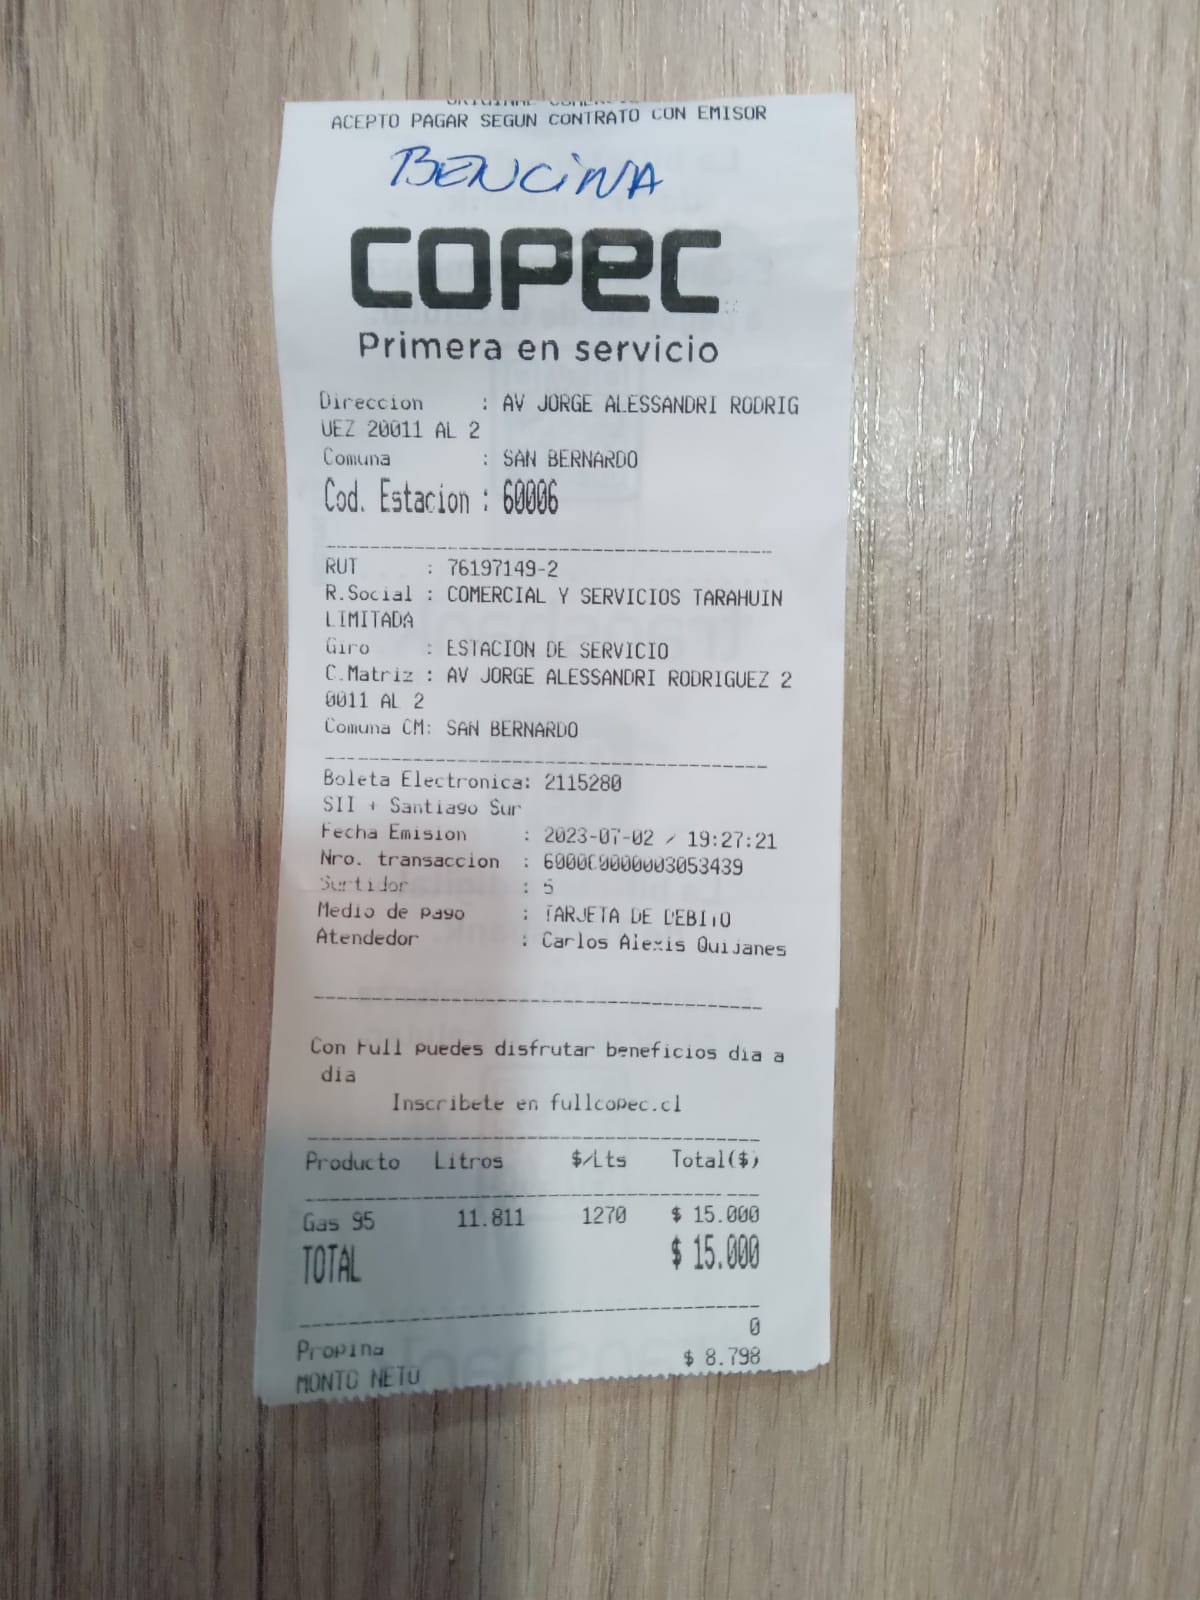 ACEPTO PAGAR SEGUN CONTRATO CON EMISOR
BENCiNA
copec
Primera en servicio
Direccion : AV JORGE ALESSANDRI RODRIG
UEZ 20011 AL 2
Comuna : SAN BERNARDO
Cod. Estacion : 60006
RUT : 76197149-2
R.Social : COMERCIAL Y SERVICIOS TARAHUIN
LIMITADA
Giro : ESTACION DE SERVICIO
C.Matriz : AV JORGE ALESSANDRI RODRIGUEZ 2
0011 AL 2
Comuna CM: SAN BERNARDO
Boleta Electronica: 2115280
SII + Santiago Sur
Fecha Emision : 2023-07-02 / 19:27:21
Nro. transaccion :
Surtidor : 5
Medio de pago : TARJETA DE DEBITO
Atendedor : Carlos Alexis Quijanes
Con Full puedes disfrutar beneficios dia a
dia
Inscribete en fullcopec.cl
Producto Litros $/Lts Total($)
Gas 95 11.811 1270 $ 15.000
TOTAL $ 15.000
Propina 0
MONTO NETO $ 8.798